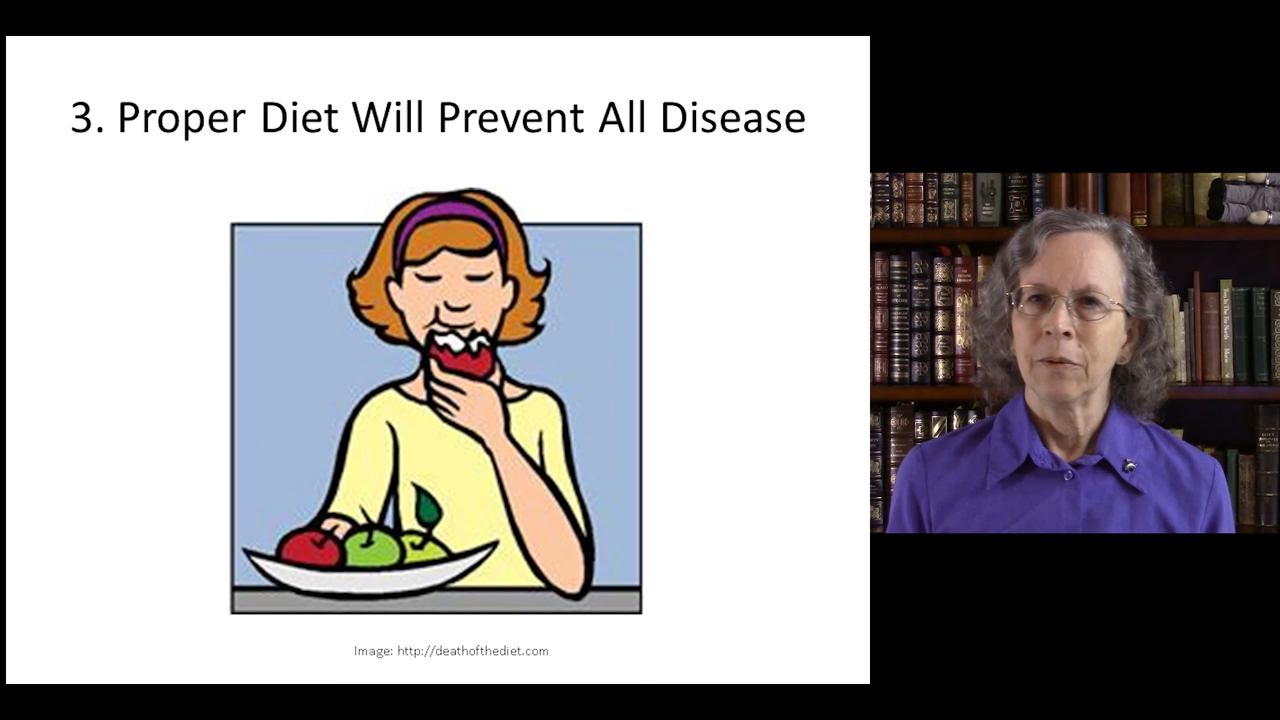 3. Proper Diet Will Prevent All Disease
Image: http://deathofthediet.com